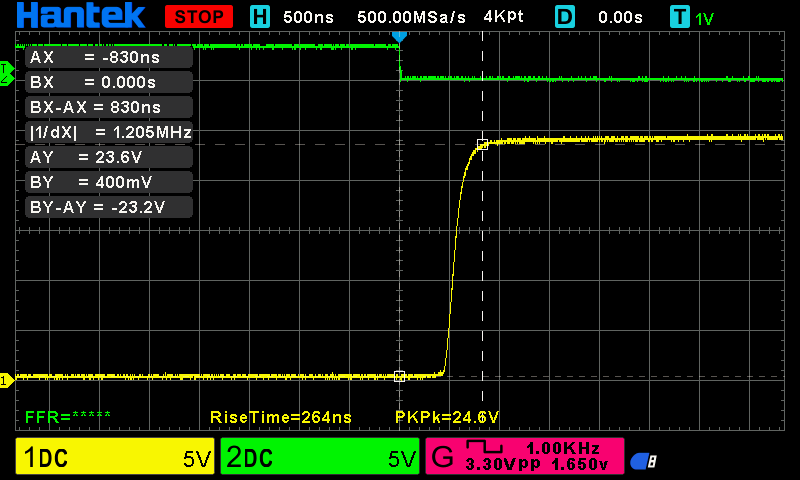 Hantek STOP H 500ns 500.00MSa/s 4Kpt D 0.00s T 1V
T
2
AX = -830ns
BX = 0.000s
BX-AX = 830ns
|1/dX| = 1.205MHz
AY = 23.6V
BY = 400mV
BY-AY = -23.2V
1
FFR=***** RiseTime=264ns PKPk=24.6V
1DC 5V 2DC 5V G 1.00KHz
3.30Vpp 1.650v